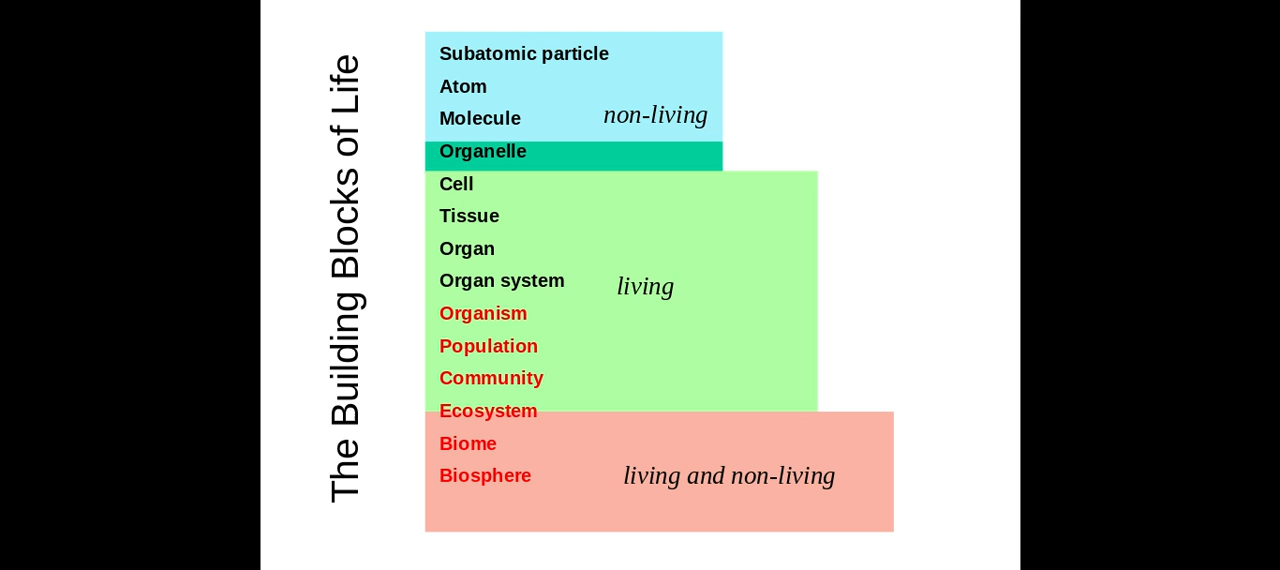 The Building Blocks of Life
Subatomic particle
Atom
Molecule
non-living
Organelle
Cell
Tissue
Organ
Organ system
living
Organism
Population
Community
Ecosystem
Biome
Biosphere
living and non-living